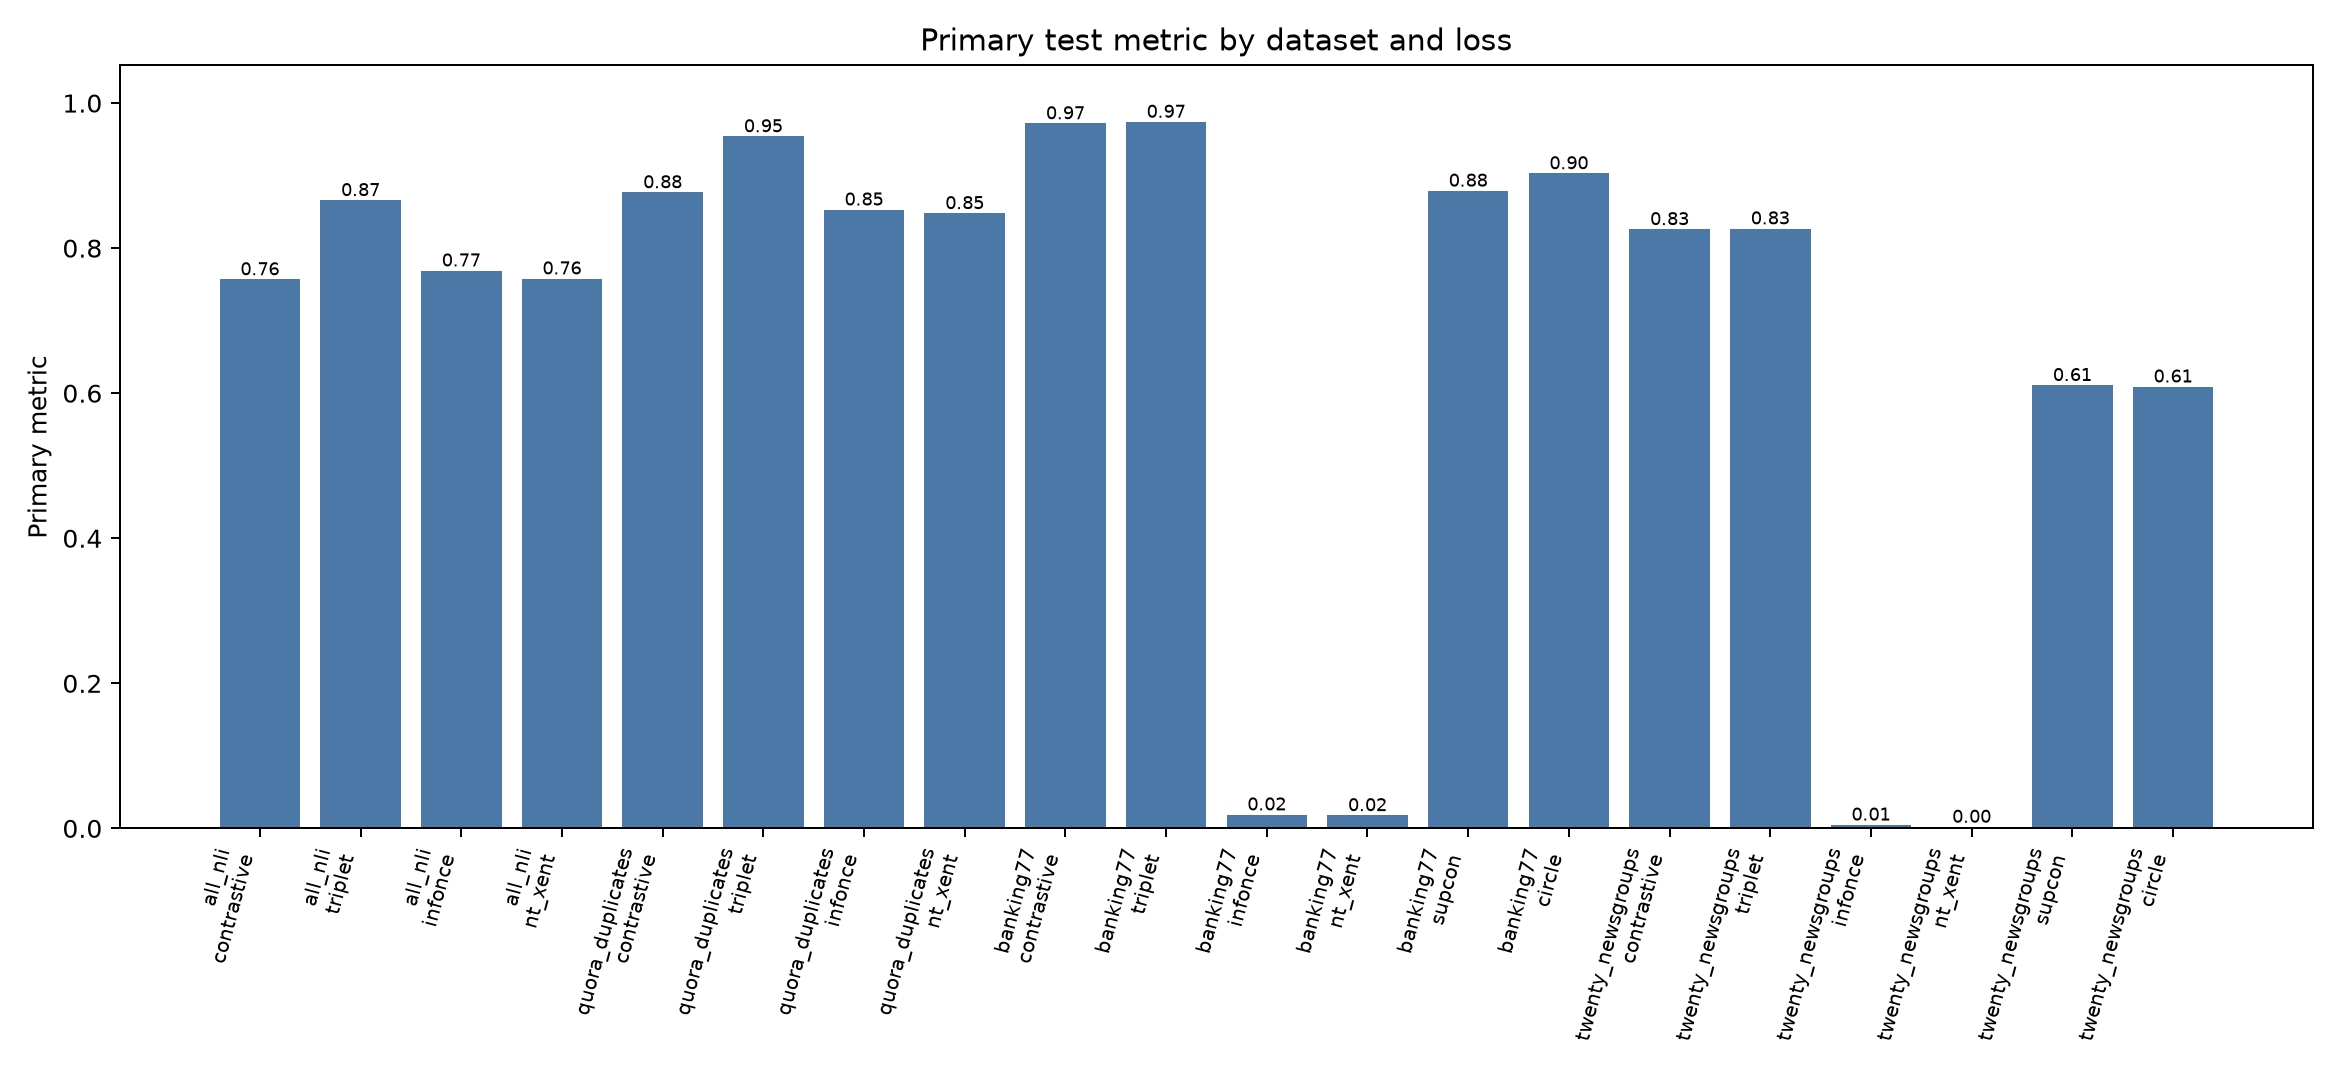 Primary test metric by dataset and loss
Primary metric
1.0
0.8
0.6
0.4
0.2
0.0
0.76
0.87
0.77
0.76
0.88
0.95
0.85
0.85
0.97
0.97
0.02
0.02
0.88
0.90
0.83
0.83
0.01
0.00
0.61
0.61
all_nli
contrastive
all_nli
triplet
all_nli
infonce
all_nli
nt_xent
quora_duplicates
contrastive
quora_duplicates
triplet
quora_duplicates
infonce
quora_duplicates
nt_xent
banking77
contrastive
banking77
triplet
banking77
infonce
banking77
nt_xent
banking77
supcon
banking77
circle
twenty_newsgroups
contrastive
twenty_newsgroups
triplet
twenty_newsgroups
infonce
twenty_newsgroups
nt_xent
twenty_newsgroups
supcon
twenty_newsgroups
circle